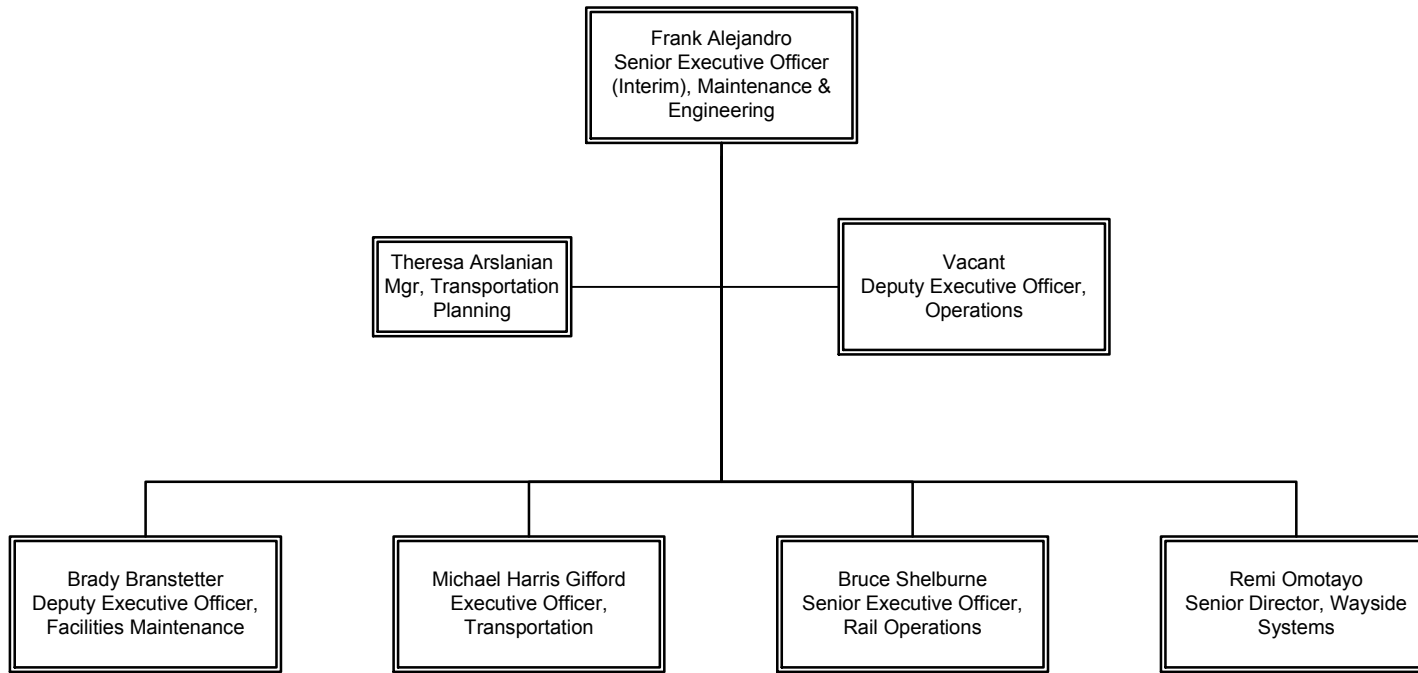 Frank Alejandro
Senior Executive Officer
(Interim), Maintenance &
Engineering
Theresa Arslanian
Mgr, Transportation
Planning
Vacant
Deputy Executive Officer,
Operations
Brady Branstetter
Deputy Executive Officer,
Facilities Maintenance
Michael Harris Gifford
Executive Officer,
Transportation
Bruce Shelburne
Senior Executive Officer,
Rail Operations
Remi Omotayo
Senior Director, Wayside
Systems